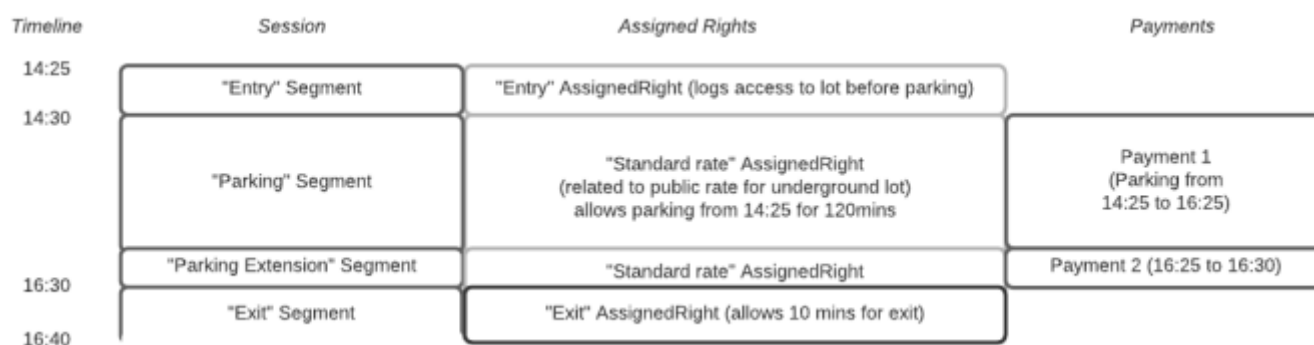 Timeline Session Assigned Rights Payments
14:25
"Entry" Segment "Entry" AssignedRight (logs access to lot before parking)
14:30
"Parking" Segment
"Standard rate" AssignedRight
(related to public rate for underground lot)
allows parking from 14:25 for 120mins
Payment 1
(Parking from
14:25 to 16:25)
"Parking Extension" Segment "Standard rate" AssignedRight Payment 2 (16:25 to 16:30)
16:30
"Exit" Segment "Exit" AssignedRight (allows 10 mins for exit)
16:40